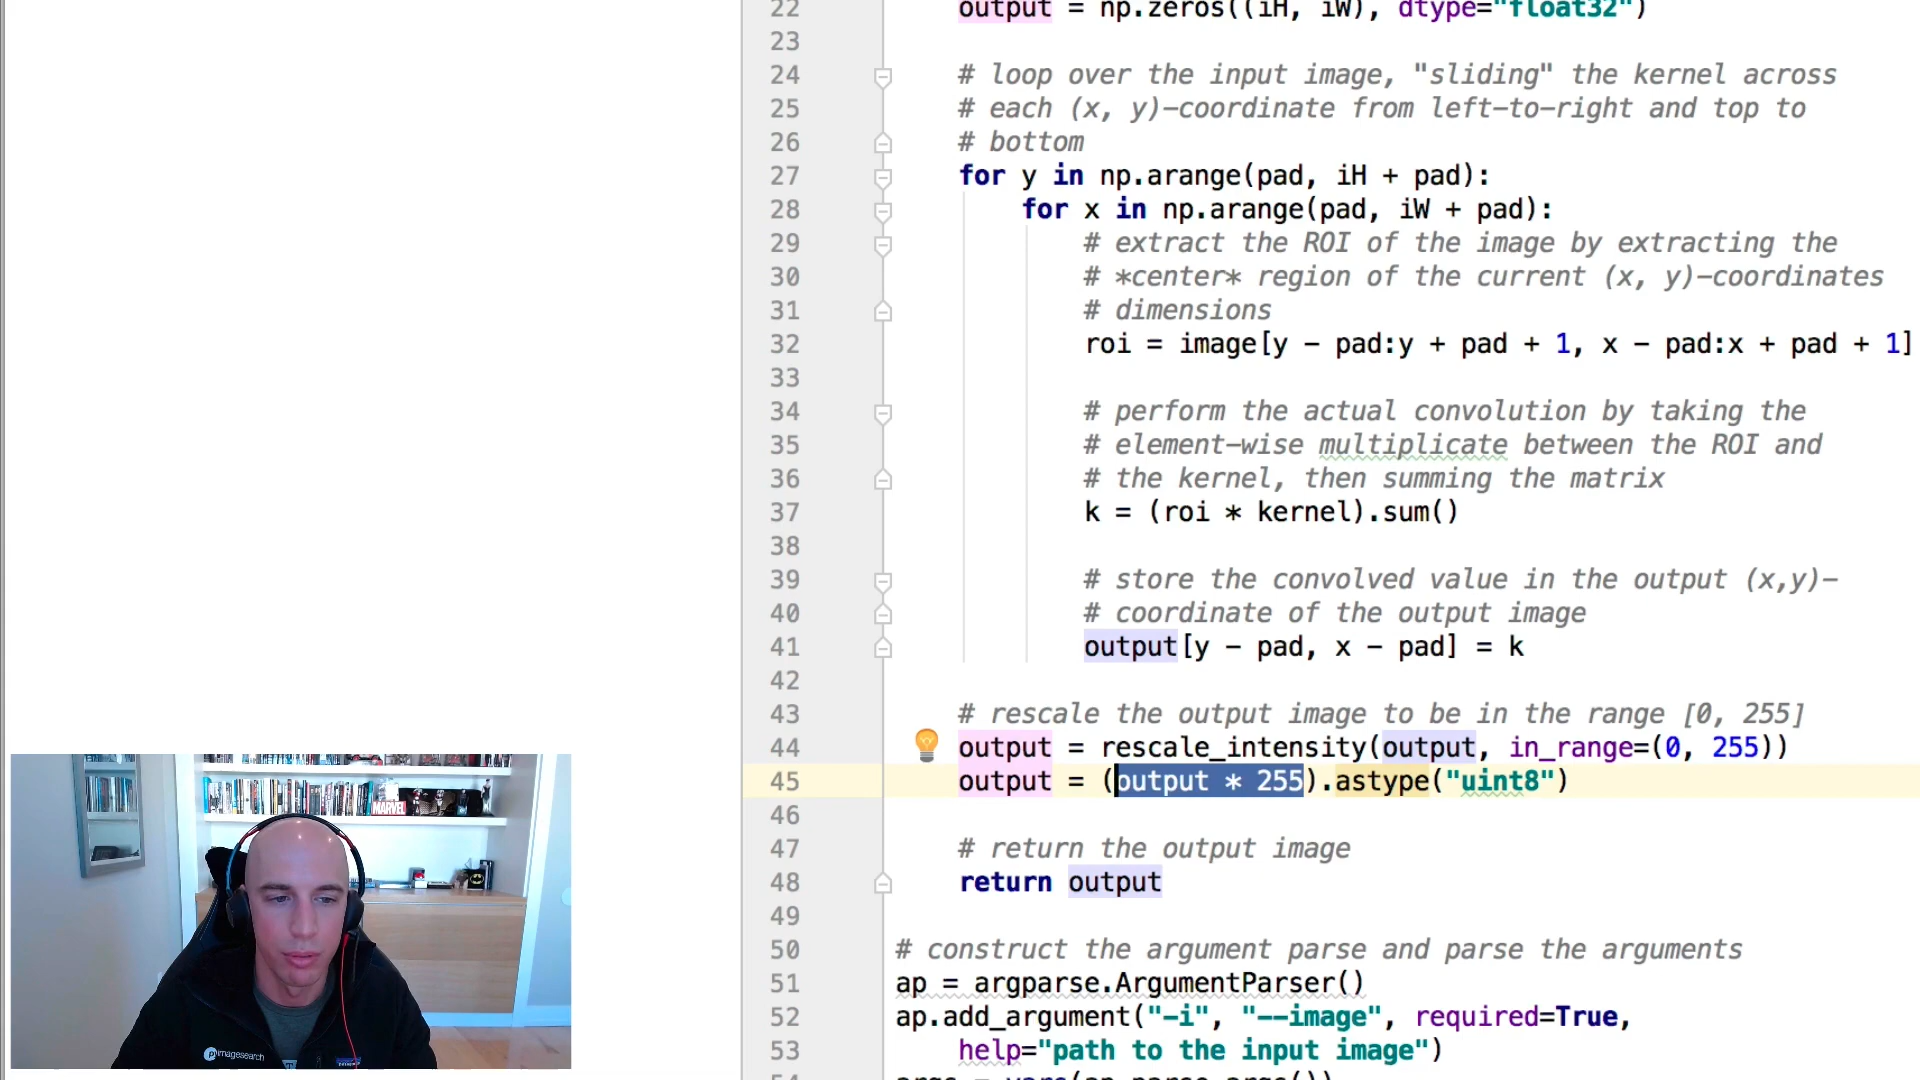 22 output = np.zeros((iH, iW), dtype="float32")
23
24 # loop over the input image, "sliding" the kernel across
25 # each (x, y)-coordinate from left-to-right and top to
26 # bottom
27 for y in np.arange(pad, iH + pad):
28 for x in np.arange(pad, iW + pad):
29 # extract the ROI of the image by extracting the
30 # *center* region of the current (x, y)-coordinates
31 # dimensions
32 roi = image[y - pad:y + pad + 1, x - pad:x + pad + 1]
33
34 # perform the actual convolution by taking the
35 # element-wise multiplicate between the ROI and
36 # the kernel, then summing the matrix
37 k = (roi * kernel).sum()
38
39 # store the convolved value in the output (x,y)-
40 # coordinate of the output image
41 output[y - pad, x - pad] = k
42
43 # rescale the output image to be in the range [0, 255]
44 output = rescale_intensity(output, in_range=(0, 255))
45 output = (output * 255).astype("uint8")
46
47 # return the output image
48 return output
49
50 # construct the argument parse and parse the arguments
51 ap = argparse.ArgumentParser()
52 ap.add_argument("-i", "--image", required=True,
53 help="path to the input image")
54 args = vars(ap.parse_args())
MARVEL
pyimagesearch